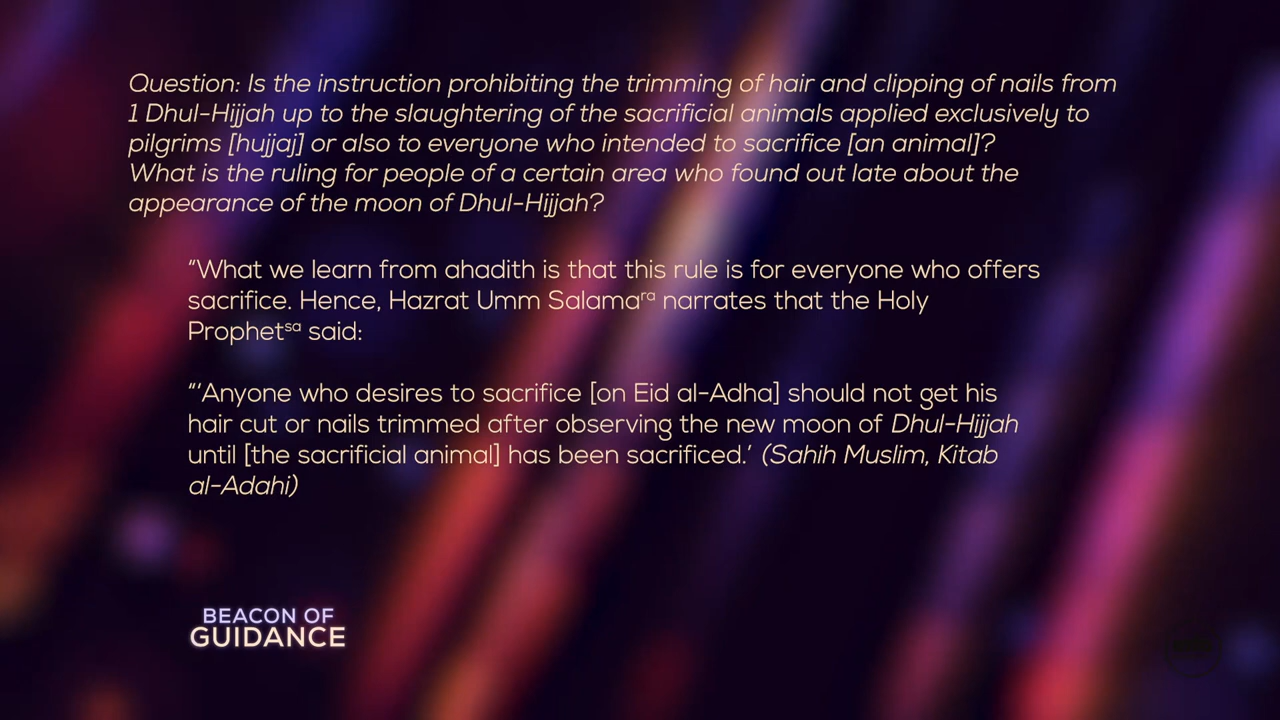 Question: Is the instruction prohibiting the trimming of hair and clipping of nails from
1 Dhul-Hijjah up to the slaughtering of the sacrificial animals applied exclusively to
pilgrims [hujjaj] or also to everyone who intended to sacrifice [an animal]?
What is the ruling for people of a certain area who found out late about the
appearance of the moon of Dhul-Hijjah?
“What we learn from ahadith is that this rule is for everyone who offers
sacrifice. Hence, Hazrat Umm Salamaʳᵃ narrates that the Holy
Prophetˢᵃ said:
“‘Anyone who desires to sacrifice [on Eid al-Adha] should not get his
hair cut or nails trimmed after observing the new moon of Dhul-Hijjah
until [the sacrificial animal] has been sacrificed.’ (Sahih Muslim, Kitab
al-Adahi)
BEACON OF
GUIDANCE